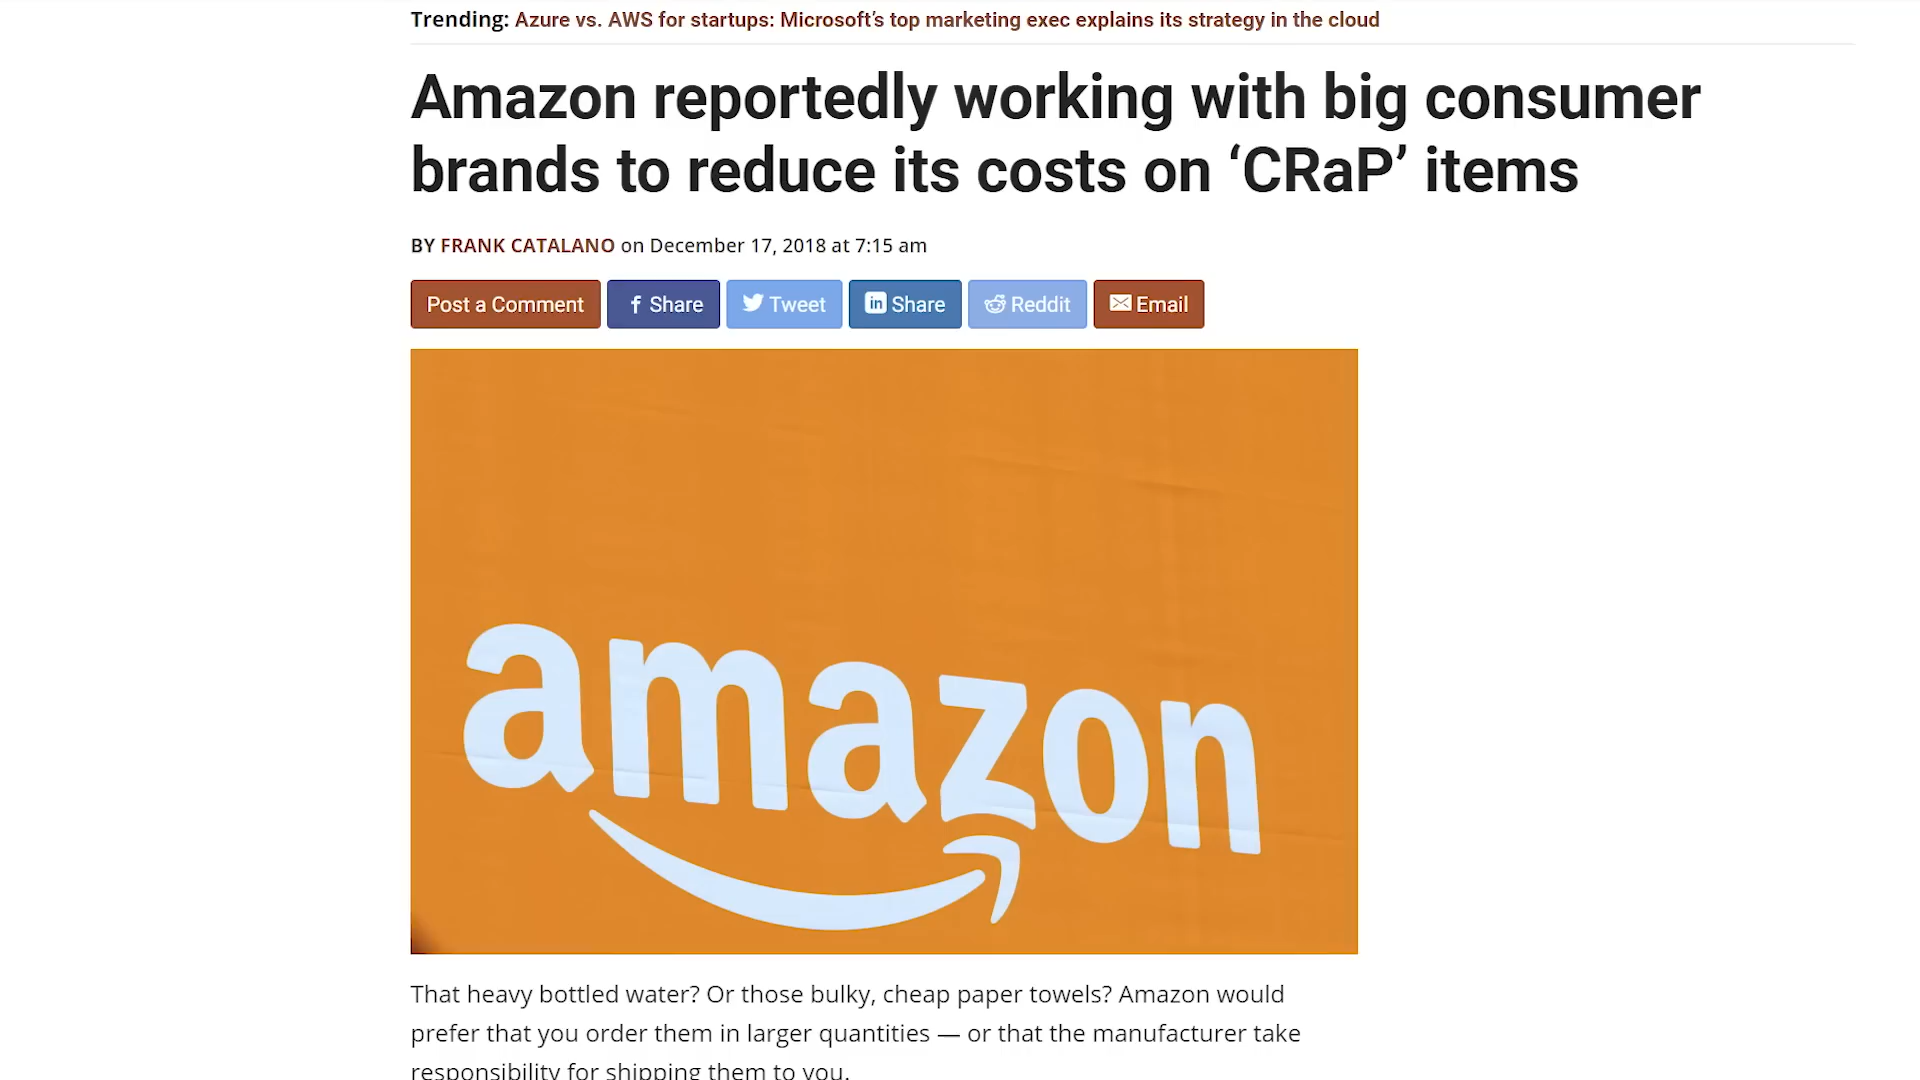 Trending: Azure vs. AWS for startups: Microsoft’s top marketing exec explains its strategy in the cloud
Amazon reportedly working with big consumer
brands to reduce its costs on ‘CRaP’ items
BY FRANK CATALANO on December 17, 2018 at 7:15 am
Post a Comment
Share
Tweet
Share
Reddit
Email
amazon
That heavy bottled water? Or those bulky, cheap paper towels? Amazon would
prefer that you order them in larger quantities — or that the manufacturer take
responsibility for shipping them to you.